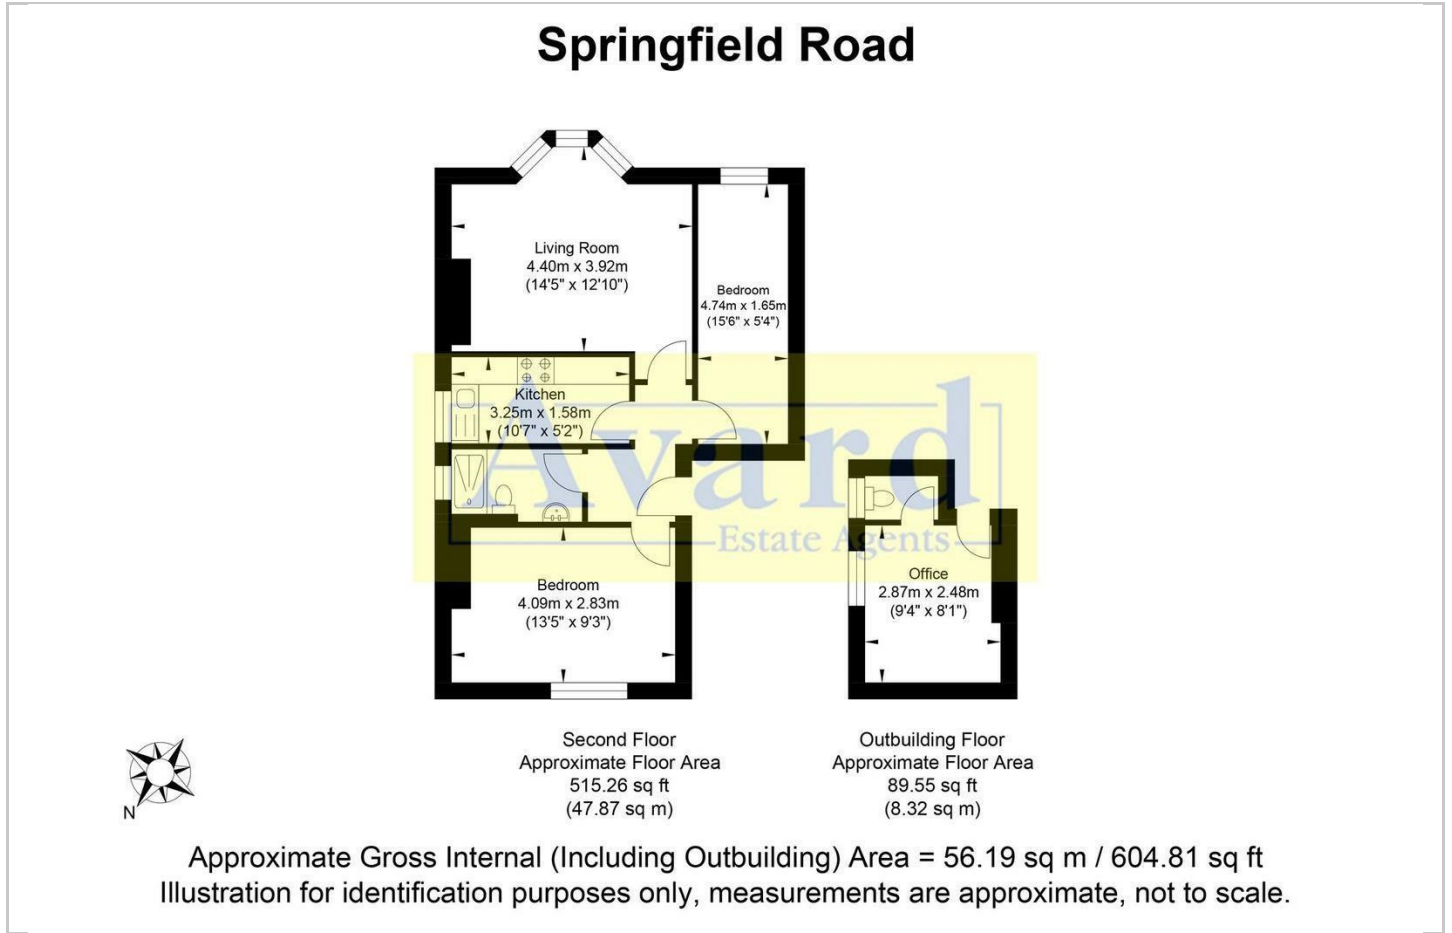 Springfield Road
Living Room
4.40m x 3.92m
(14'5" x 12'10")
Bedroom
4.74m x 1.65m
(15'6" x 5'4")
Kitchen
3.25m x 1.58m
(10'7" x 5'2")
Avard
Estate Agents
Bedroom
4.09m x 2.83m
(13'5" x 9'3")
Office
2.87m x 2.48m
(9'4" x 8'1")
Second Floor
Approximate Floor Area
515.26 sq ft
(47.87 sq m)
Outbuilding Floor
Approximate Floor Area
89.55 sq ft
(8.32 sq m)
N
Approximate Gross Internal (Including Outbuilding) Area = 56.19 sq m / 604.81 sq ft
Illustration for identification purposes only, measurements are approximate, not to scale.